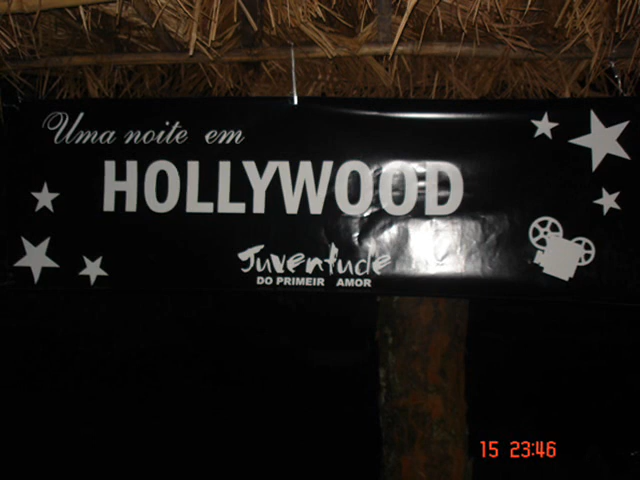 Uma noite em
HOLLYWOOD
Juventude
DO PRIMEIR AMOR
15 23:46